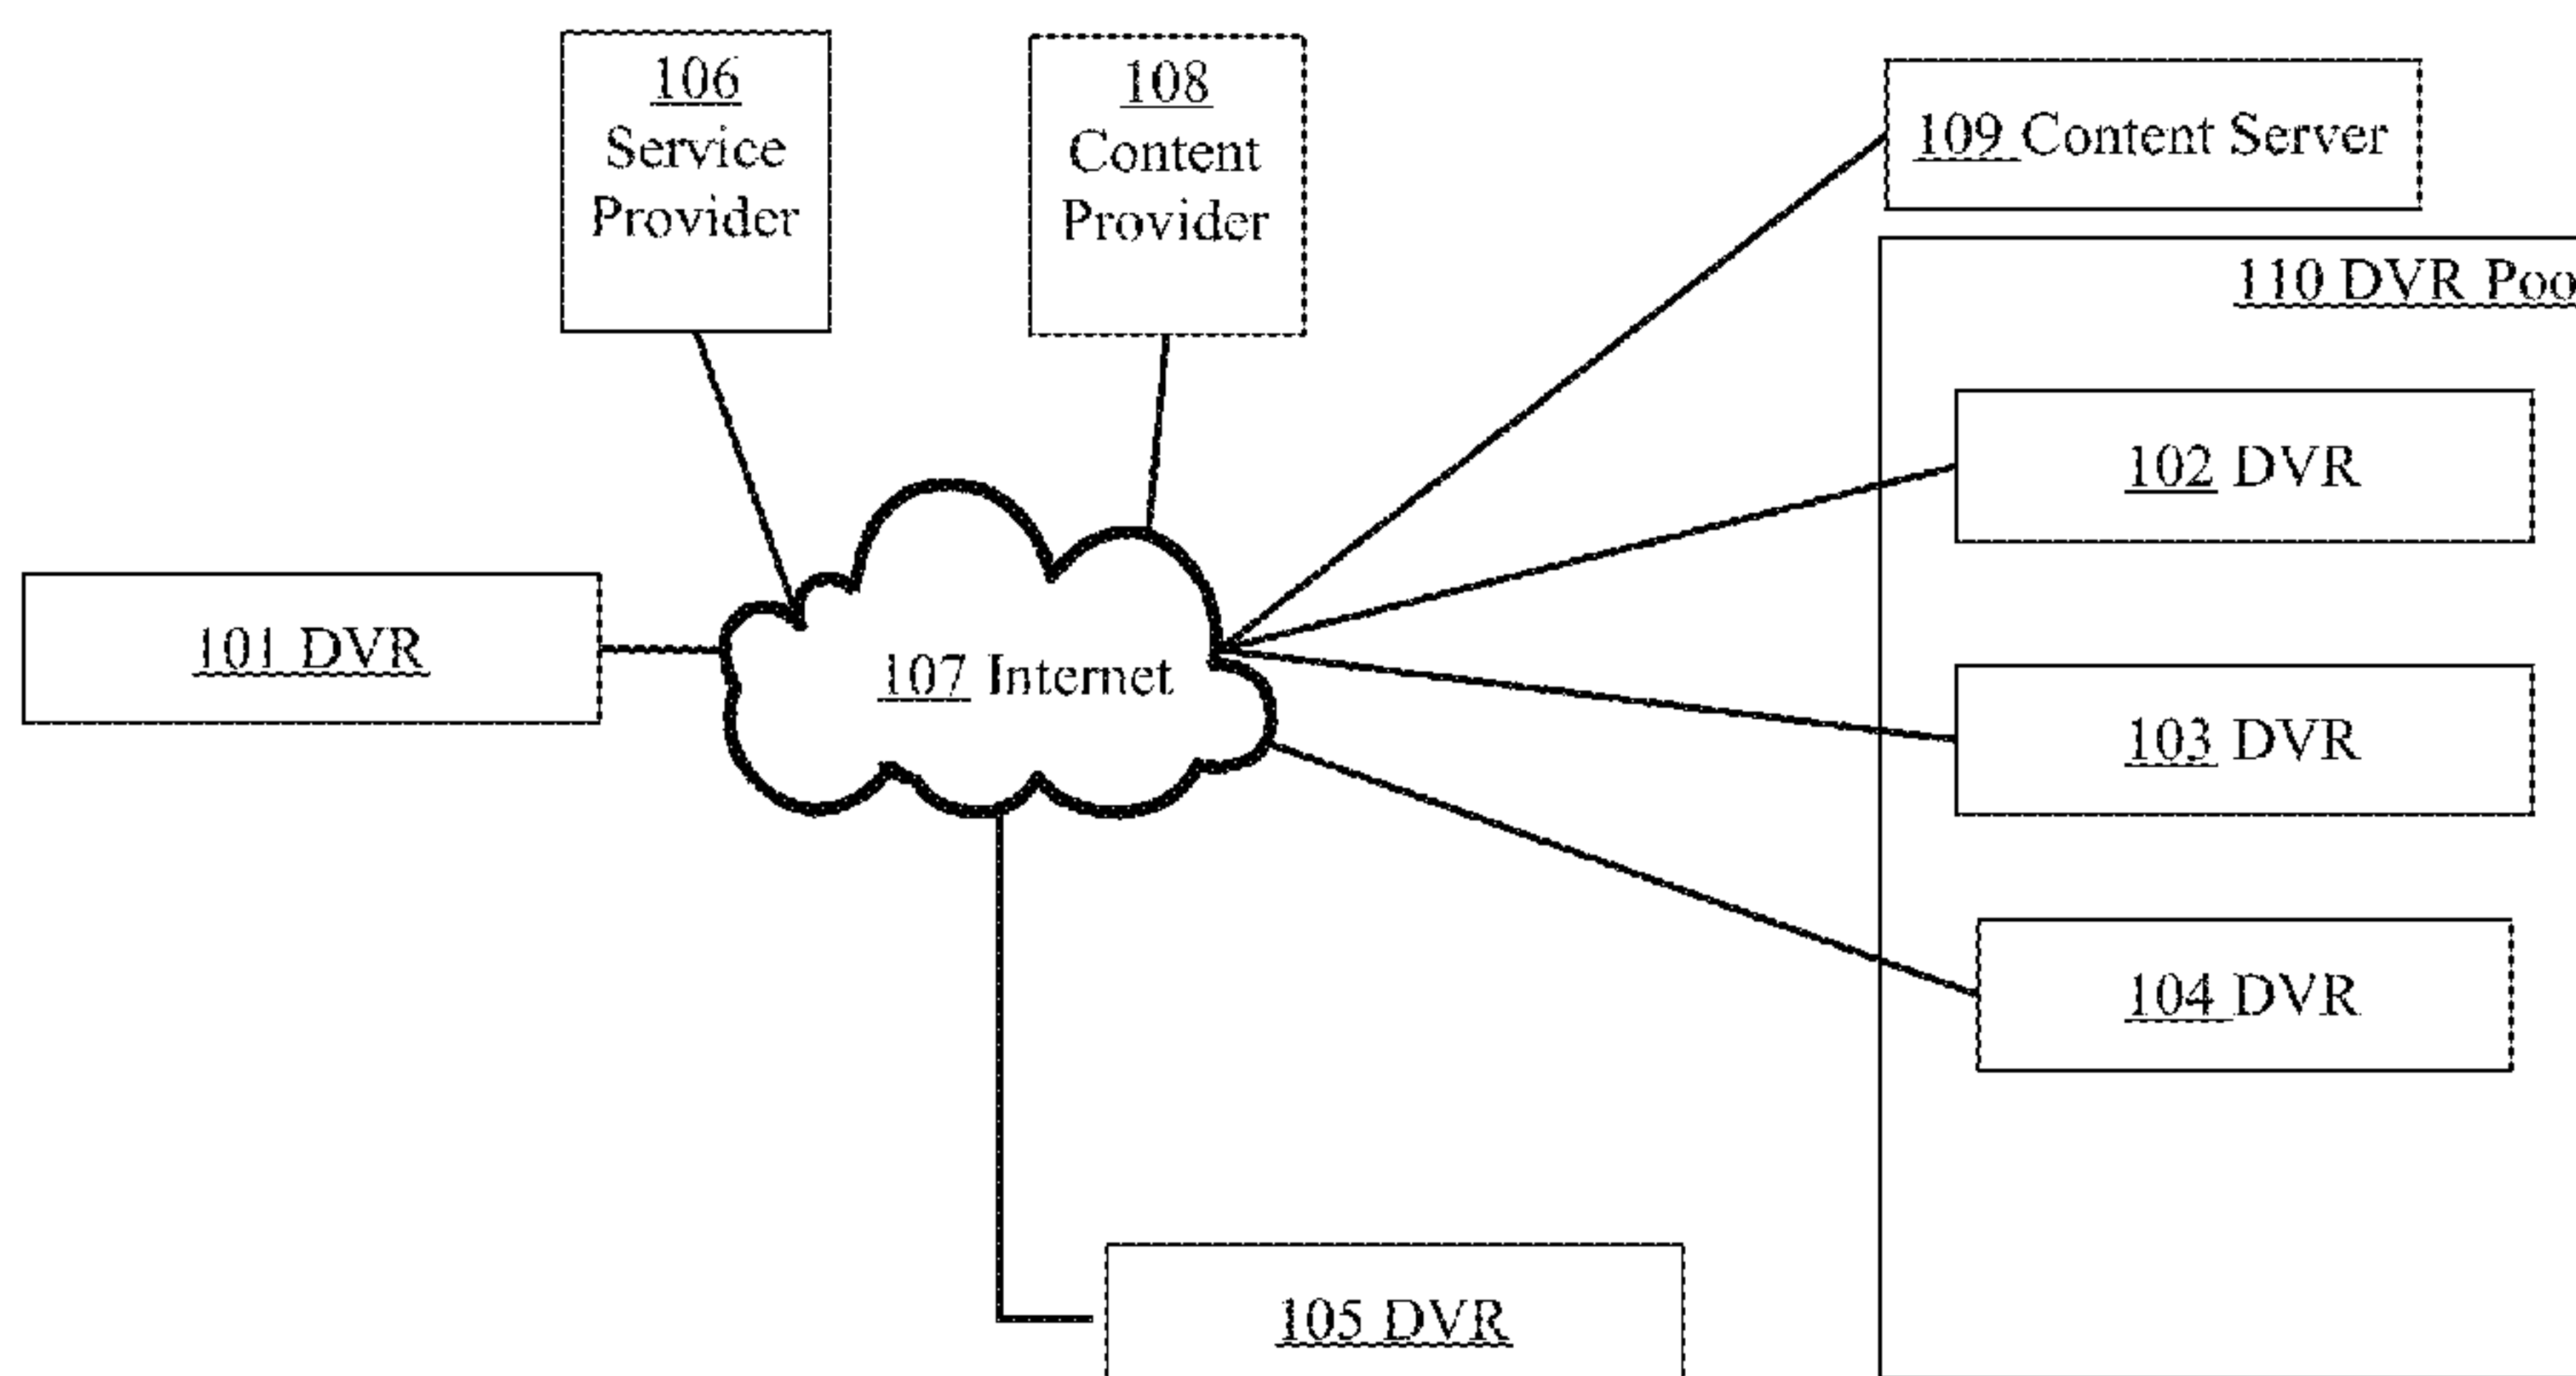 106
Service
Provider
108
Content
Provider
109 Content Server
110 DVR Poo
102 DVR
101 DVR
107 Internet
103 DVR
104 DVR
105 DVR